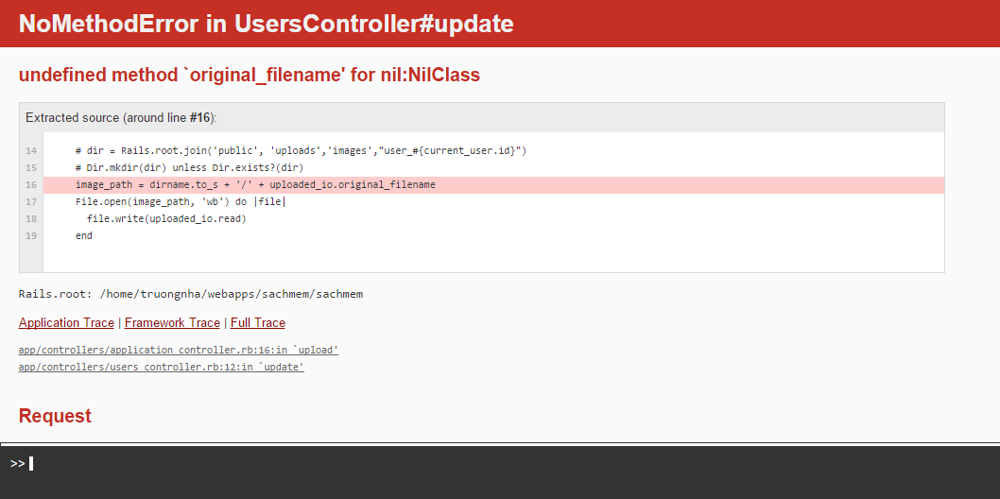 NoMethodError in UsersController#update
undefined method `original_filename' for nil:NilClass
Extracted source (around line #16):
14 # dir = Rails.root.join('public', 'uploads','images',"user_#{current_user.id}")
15 # Dir.mkdir(dir) unless Dir.exists?(dir)
16 image_path = dirname.to_s + '/' + uploaded_io.original_filename
17 File.open(image_path, 'wb') do |file|
18 file.write(uploaded_io.read)
19 end
Rails.root: /home/truongnha/webapps/sachmem/sachmem
Application Trace | Framework Trace | Full Trace
app/controllers/application_controller.rb:16:in `upload'
app/controllers/users_controller.rb:12:in `update'
Request
>>